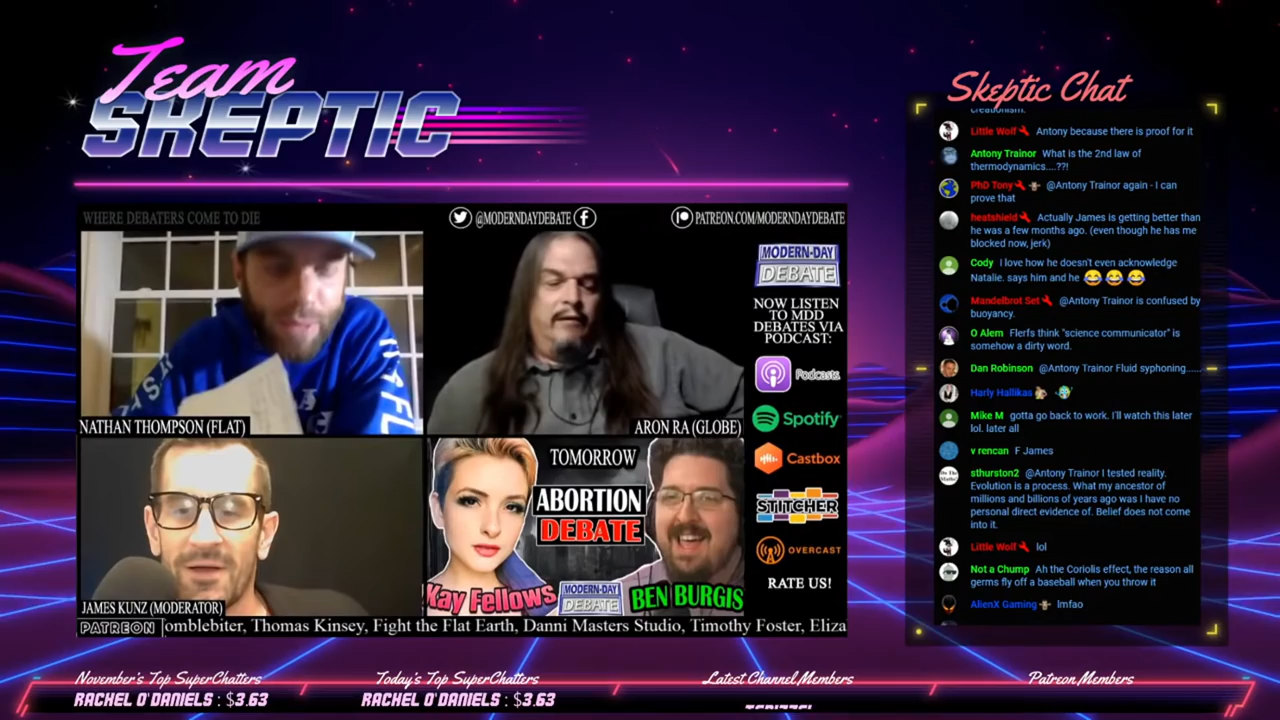 Team
SKEPTIC
WHERE DEBATERS COME TO DIE
@MODERNDAYDEBATE
PATREON.COM/MODERNDAYDEBATE
NATHAN THOMPSON (FLAT)
ARON RA (GLOBE)
MODERN-DAY
DEBATE
NOW LISTEN
TO MDD
DEBATES VIA
PODCAST:
Podcasts
Spotify
Castbox
STITCHER
OVERCAST
RATE US!
JAMES KUNZ (MODERATOR)
TOMORROW
ABORTION
DEBATE
Kay Fellows
MODERN-DAY
DEBATE
BEN BURGIS
PATREON
omblebiter, Thomas Kinsey, Fight the Flat Earth, Danni Masters Studio, Timothy Foster, Eliza
Skeptic Chat
creationism.
Little Wolf Antony because there is proof for it
Antony Trainor What is the 2nd law of
thermodynamics....??!
PhD Tony @Antony Trainor again - I can
prove that
heatshield Actually James is getting better than
he was a few months ago. (even though he has me
blocked now, jerk)
Cody I love how he doesn't even acknowledge
Natalie. says him and he 😂 😂 😂
Mandelbrot Set @Antony Trainor is confused by
buoyancy.
O Alem Flerfs think "science communicator" is
somehow a dirty word.
Dan Robinson @Antony Trainor Fluid syphoning......
Harly Hallikas
Mike M gotta go back to work. I'll watch this later
lol. later all
v rencan F James
sthurston2 @Antony Trainor I tested reality.
Evolution is a process. What my ancestor of
millions and billions of years ago was I have no
personal direct evidence of. Belief does not come
into it.
Little Wolf lol
Not a Chump Ah the Coriolis effect, the reason all
germs fly off a baseball when you throw it
AlienX Gaming lmfao
November's Top SuperChatters
RACHEL O'DANIELS : $3.63
Today's Top SuperChatters
RACHEL O'DANIELS : $3.63
Latest Channel Members
Patreon Members